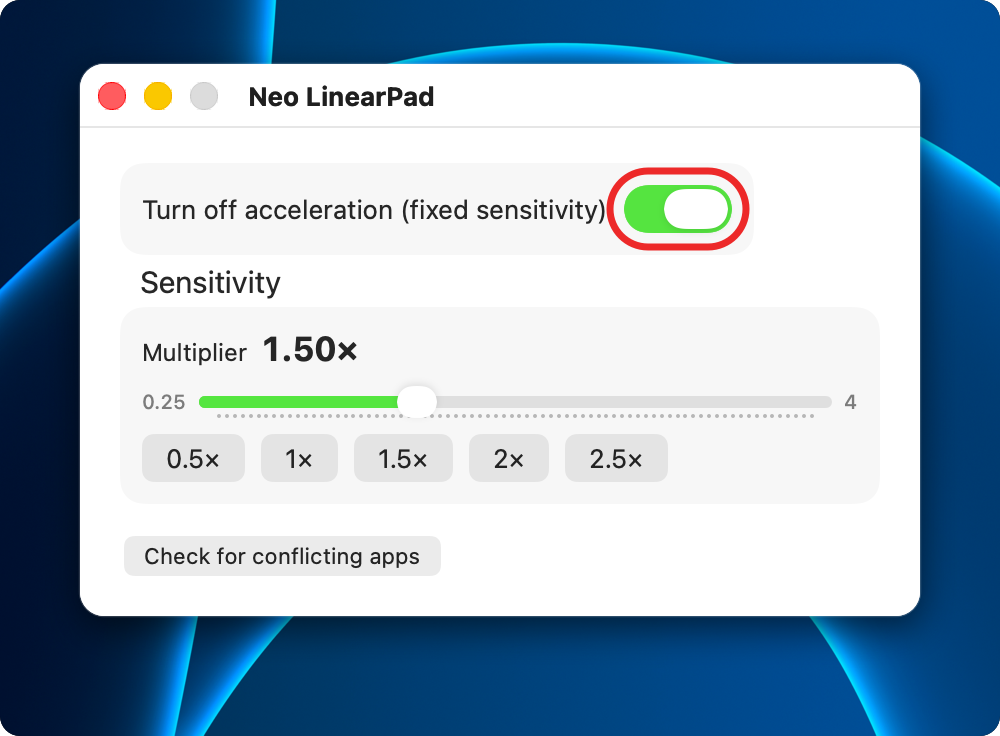 Neo LinearPad
Turn off acceleration (fixed sensitivity)
Sensitivity
Multiplier 1.50×
0.25 4
0.5× 1× 1.5× 2× 2.5×
Check for conflicting apps